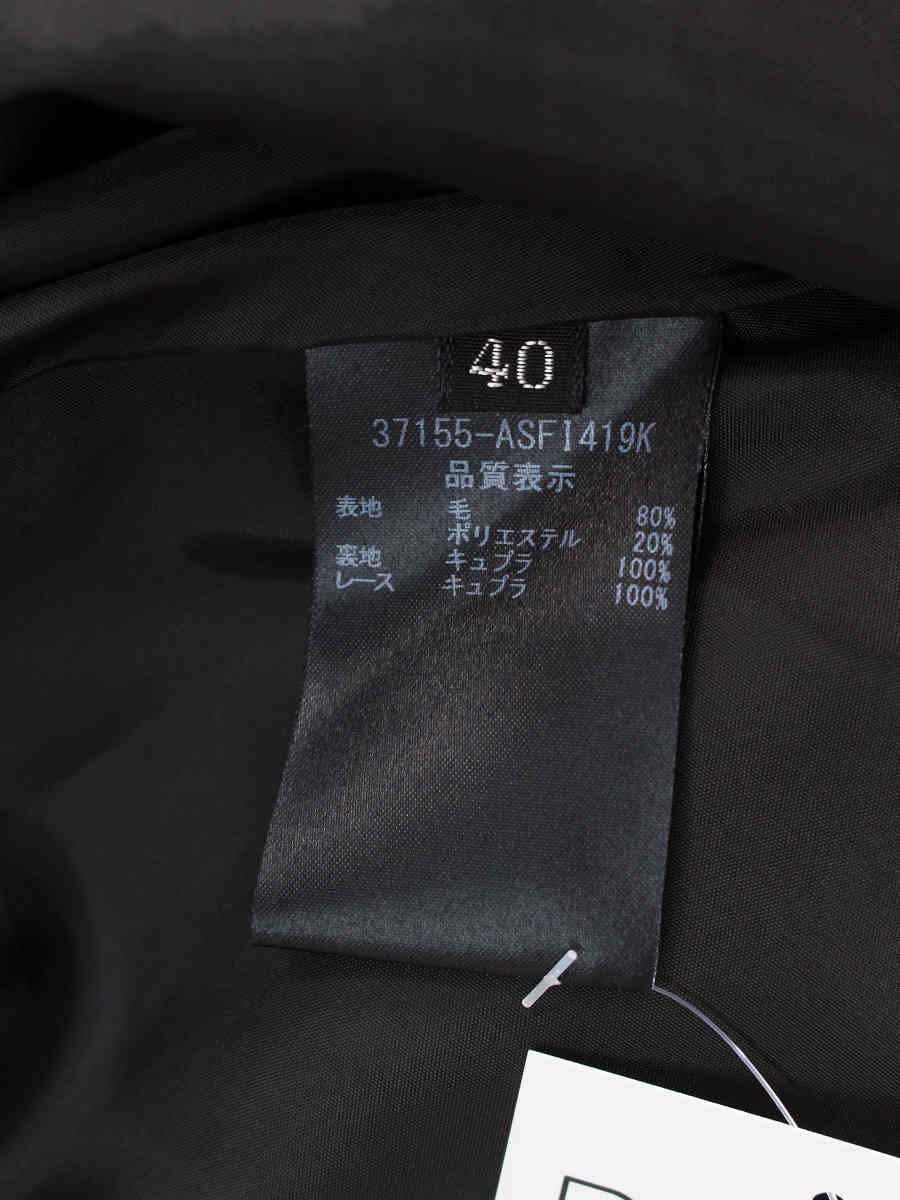 40
37155-ASFI419K
品質表示
表地 毛 80%
ポリエステル 20%
裏地 キュプラ 100%
レース キュプラ 100%